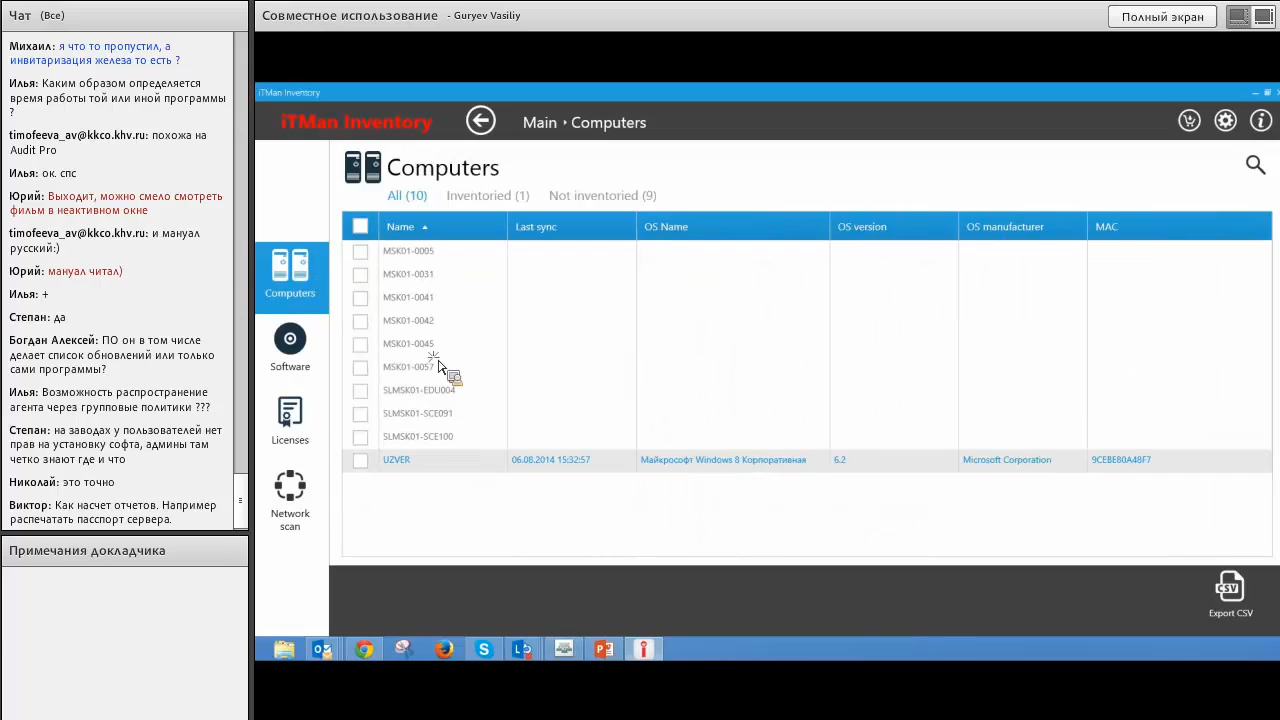 Чат (Все)
Михаил: я что то пропустил, а
инвитаризация железа то есть ?
Илья: Каким образом определяется
время работы той или иной программы
?
timofeeva_av@kkco.khv.ru: похожа на
Audit Pro
Илья: ок. спс
Юрий: Выходит, можно смело смотреть
фильм в неактивном окне
timofeeva_av@kkco.khv.ru: и мануал
русский:)
Юрий: мануал читал)
Илья: +
Степан: да
Богдан Алексей: ПО он в том числе
делает список обновлений или только
сами программы?
Илья: Возможность распространение
агента через групповые политики ???
Степан: на заводах у пользователей нет
прав на установку софта, админы там
четко знают где и что
Николай: это точно
Виктор: Как насчет отчетов. Например
распечатать паспорт сервера.
Примечания докладчика
Совместное использование - Guryev Vasiliy
Полный экран
iTMan Inventory
iTMan Inventory
Main • Computers
Computers
All (10) Inventoried (1) Not inventoried (9)
Name Last sync OS Name OS version OS manufacturer MAC
MSK01-0005
MSK01-0031
MSK01-0041
MSK01-0042
MSK01-0045
MSK01-0057
SLMSK01-EDU004
SLMSK01-SCE091
SLMSK01-SCE100
UZVER 06.08.2014 15:32:57 Майкрософт Windows 8 Корпоративная 6.2 Microsoft Corporation 9CEBE80A48F7
Computers
Software
Licenses
Network
scan
CSV
Export CSV